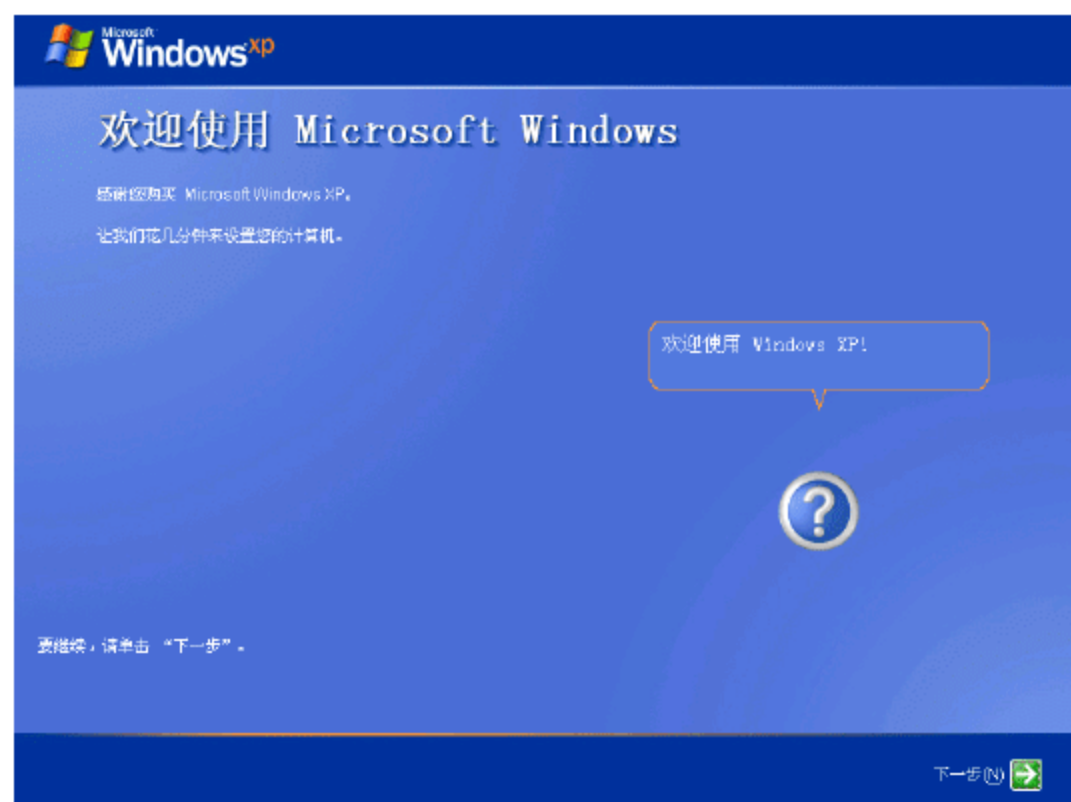 Microsoft
Windows xp
欢迎使用 Microsoft Windows
感谢您购买 Microsoft Windows XP。
让我们花几分钟来设置您的计算机。
欢迎使用 Windows XP!
要继续，请单击 “下一步”。
下一步(N)